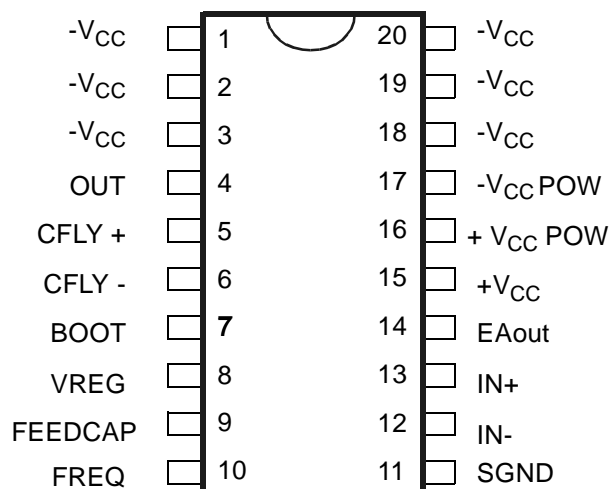 -VCC 1 20 -VCC
-VCC 2 19 -VCC
-VCC 3 18 -VCC
OUT 4 17 -VCC POW
CFLY + 5 16 + VCC POW
CFLY - 6 15 +VCC
BOOT 7 14 EAout
VREG 8 13 IN+
FEEDCAP 9 12 IN-
FREQ 10 11 SGND